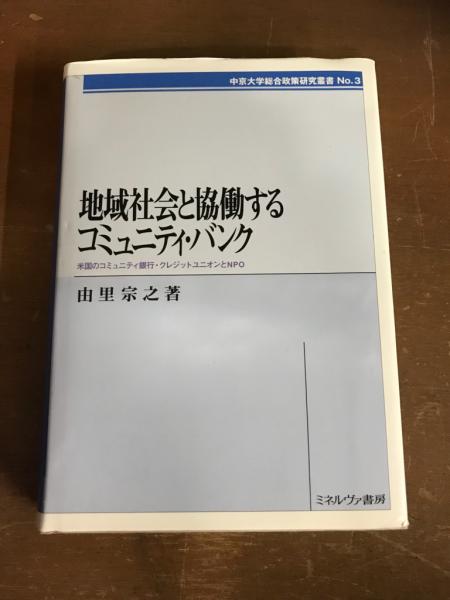 中京大学総合政策研究叢書 No.3
地域社会と協働する
コミュニティ・バンク
米国のコミュニティ銀行・クレジットユニオンとNPO
由里宗之著
ミネルヴァ書房